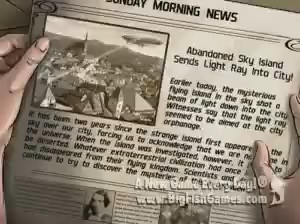 SUNDAY MORNING NEWS
Abandoned Sky Island
Sends Light Ray Into City!
Earlier today, the mysterious
flying island in the sky shot a
beam of light down into the city.
Witnesses say that the light ray
seemed to be aimed at the city
orphanage.
It has been two years since the strange island first appeared in the
sky over our city, forcing us to acknowledge that we are not alone in
the universe. When the island was investigated, however, it
be deserted. Whatever extraterrestrial civilization had once
has disappeared from their flying kingdom. Scientists
continue to try to discover the mystery of
A New Game Every Day!
www.BigFishGames.com